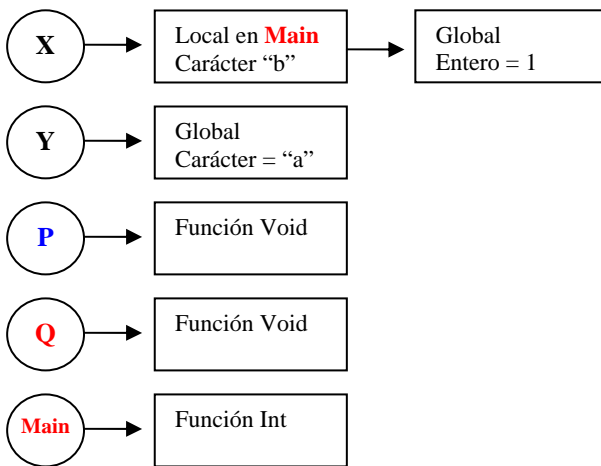 X
Local en Main
Carácter “b”
Global
Entero = 1
Y
Global
Carácter = “a”
P
Función Void
Q
Función Void
Main
Función Int